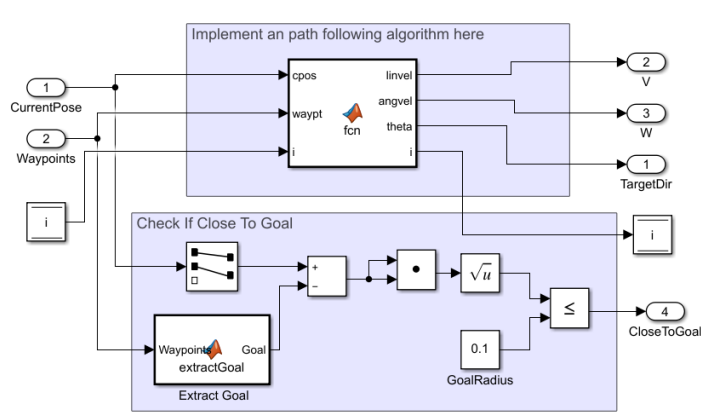 Implement an path following algorithm here
1
CurrentPose
2
Waypoints
i
cpos
waypt
i
fcn
linvel
angvel
theta
i
2
V
3
W
1
TargetDir
i
Check If Close To Goal
+
−
√u
≤
4
CloseToGoal
Waypoints
Goal
extractGoal
Extract Goal
0.1
GoalRadius